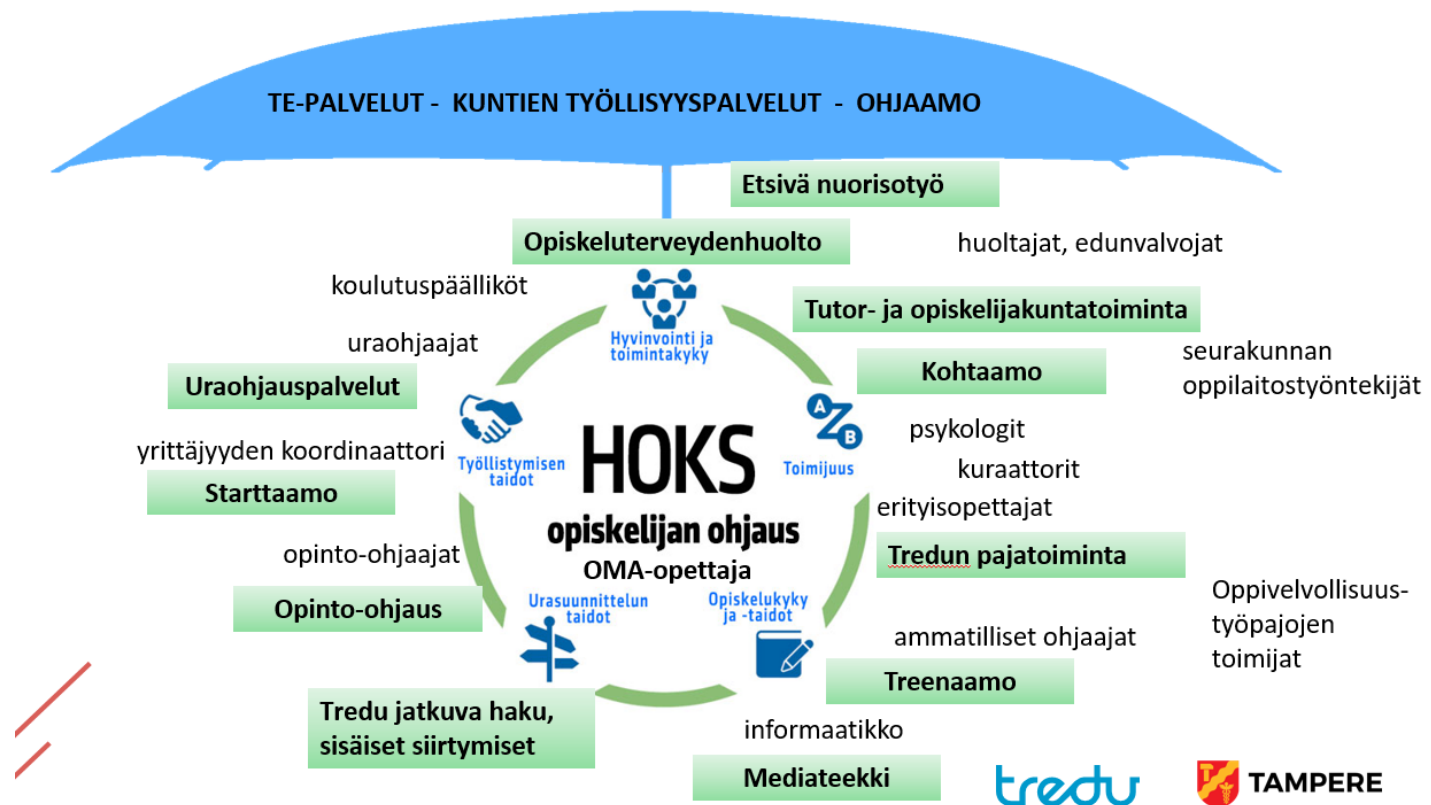 TE-PALVELUT - KUNTIEN TYÖLLISYYSPALVELUT - OHJAAMO
Etsivä nuorisotyö
Opiskeluterveydenhuolto
huoltajat, edunvalvojat
koulutuspäälliköt
Tutor- ja opiskelijakuntatoiminta
Hyvinvointi ja
toimintakyky
uraohjaajat
seurakunnan
oppilaitostyöntekijät
Uraohjauspalvelut
Kohtaamo
A
Z
B
psykologit
yrittäjyyden koordinaattori
Työllistymisen
taidot
HOKS
Toimijuus
kuraattorit
Starttaamo
erityisopettajat
opiskelijan ohjaus
opinto-ohjaajat
Tredun pajatoiminta
OMA-opettaja
Opinto-ohjaus
Urasuunnittelun
taidot
Opiskelukyky
ja -taidot
Oppivelvollisuus-
työpajojen
toimijat
ammatilliset ohjaajat
Treenaamo
Tredu jatkuva haku,
sisäiset siirtymiset
informaatikko
Mediateekki
tredu
TAMPERE